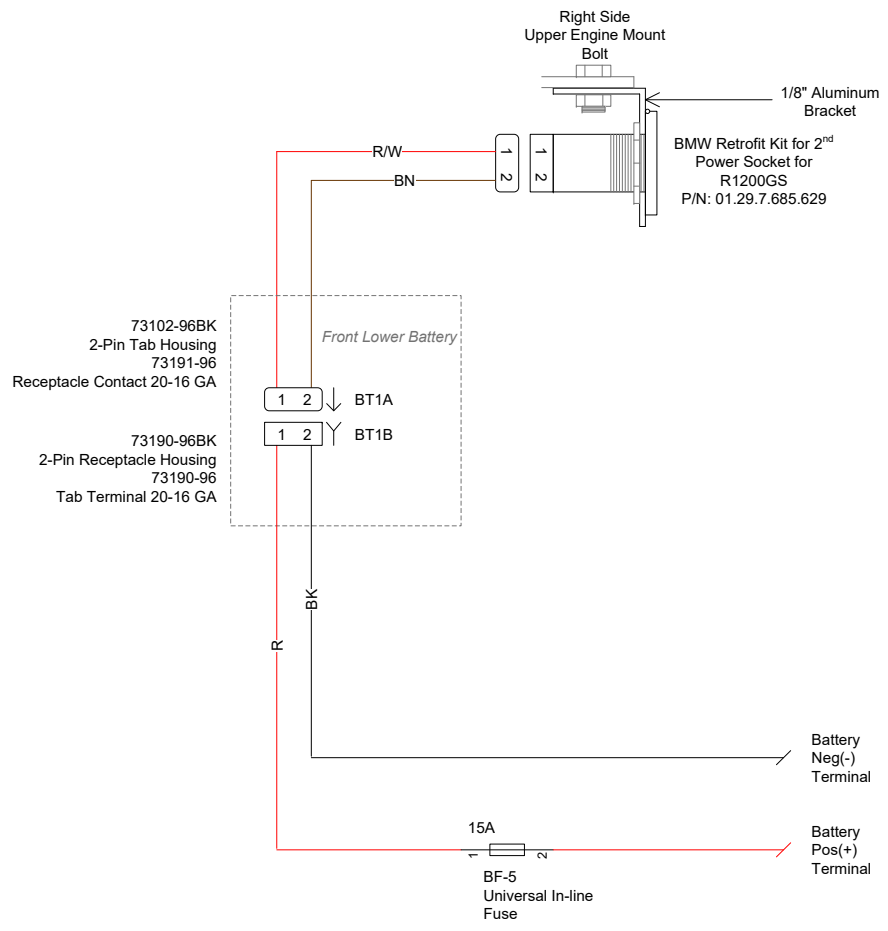 Right Side
Upper Engine Mount
Bolt
1/8" Aluminum
Bracket
BMW Retrofit Kit for 2nd
Power Socket for
R1200GS
P/N: 01.29.7.685.629
R/W
BN
1
2
1
2
Front Lower Battery
73102-96BK
2-Pin Tab Housing
73191-96
Receptacle Contact 20-16 GA
1 2
BT1A
1 2
BT1B
73190-96BK
2-Pin Receptacle Housing
73190-96
Tab Terminal 20-16 GA
BK
R
Battery
Neg(-)
Terminal
15A
1
2
BF-5
Universal In-line
Fuse
Battery
Pos(+)
Terminal